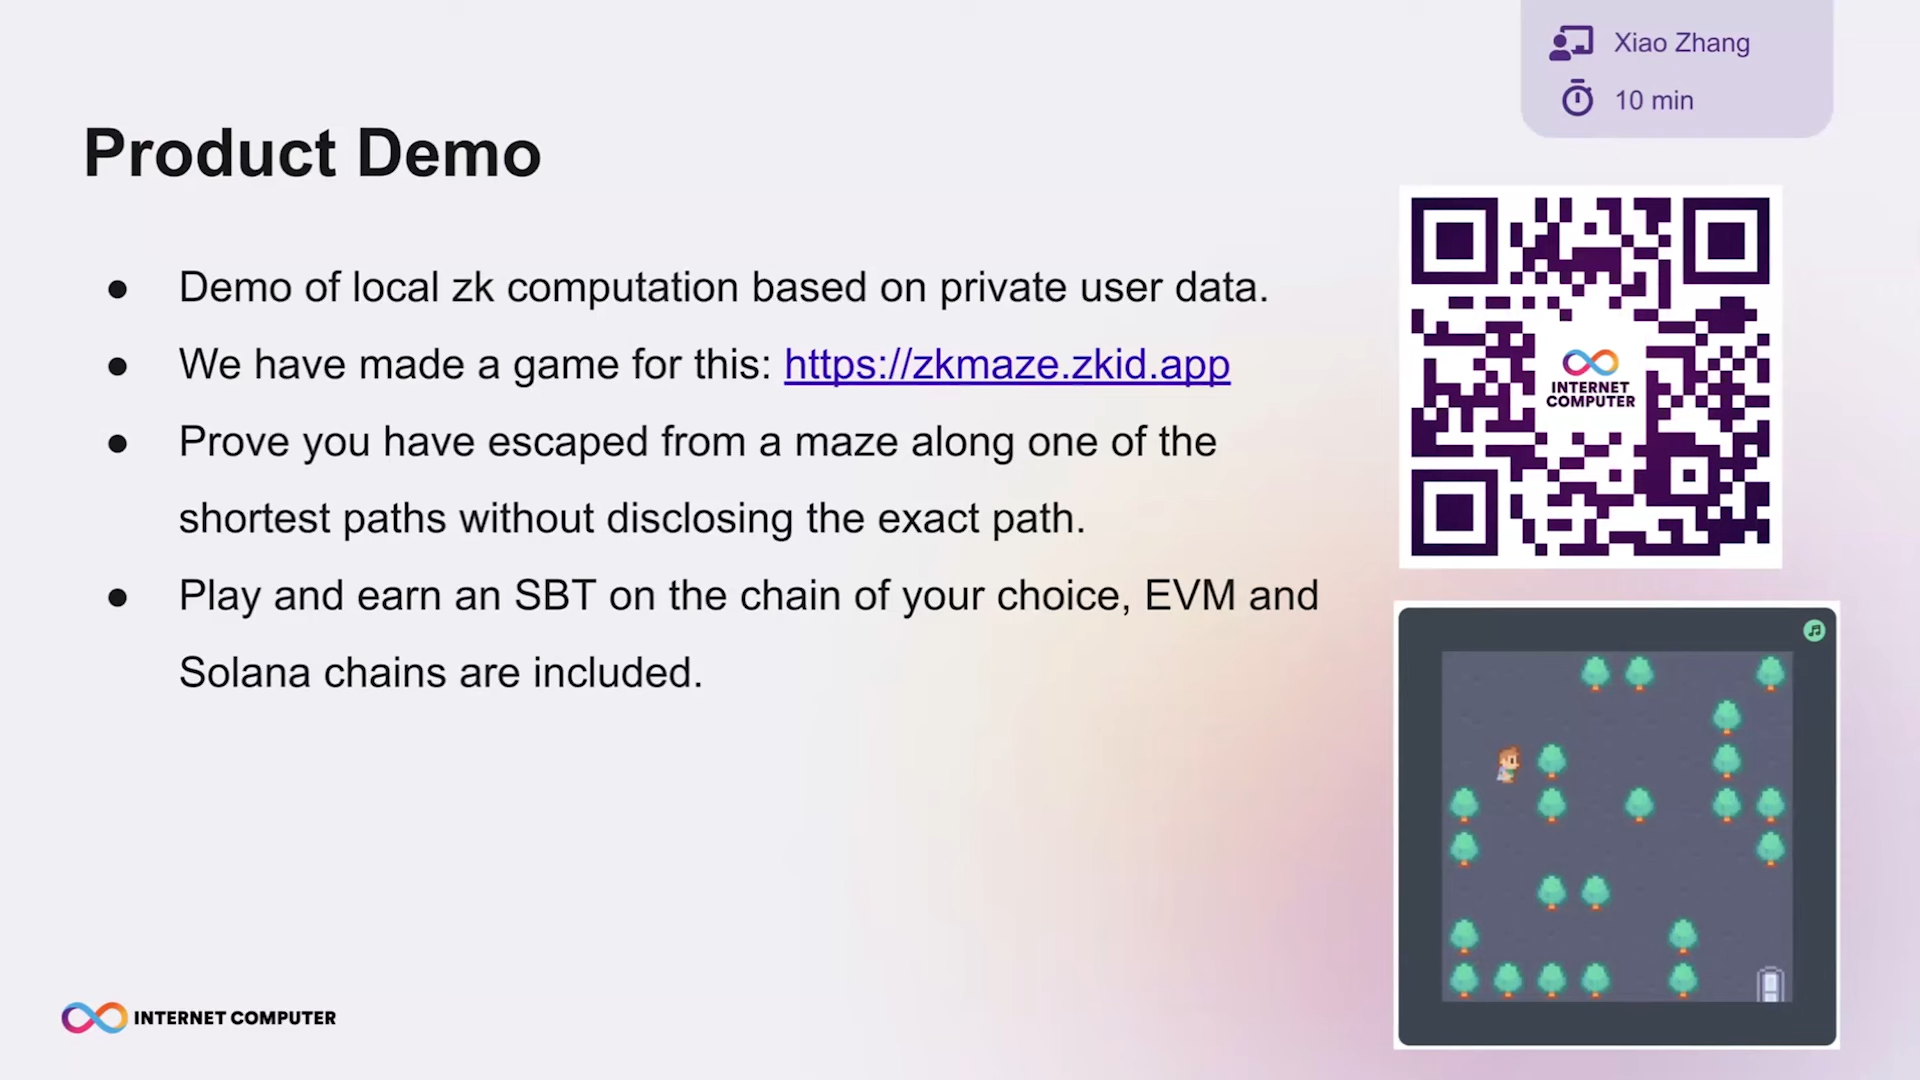 Xiao Zhang
10 min
Product Demo
● Demo of local zk computation based on private user data.
● We have made a game for this: https://zkmaze.zkid.app
● Prove you have escaped from a maze along one of the
shortest paths without disclosing the exact path.
● Play and earn an SBT on the chain of your choice, EVM and
Solana chains are included.
INTERNET
COMPUTER
INTERNET COMPUTER